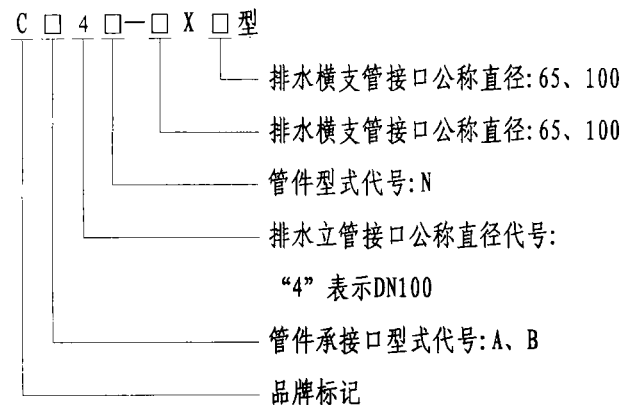 C□4□—□X□型
排水横支管接口公称直径:65、100
排水横支管接口公称直径:65、100
管件型式代号:N
排水立管接口公称直径代号:
“4”表示DN100
管件承接口型式代号:A、B
品牌标记